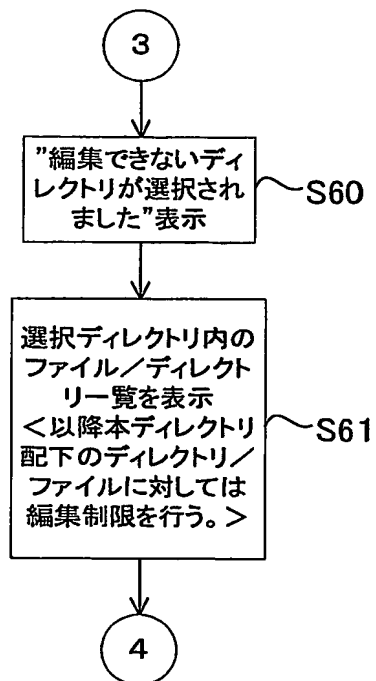 3
”編集できないディ
レクトリが選択され
ました”表示
S60
選択ディレクトリ内の
ファイル／ディレクト
リ一覧を表示
＜以降本ディレクトリ
配下のディレクトリ／
ファイルに対しては
編集制限を行う。＞
S61
4